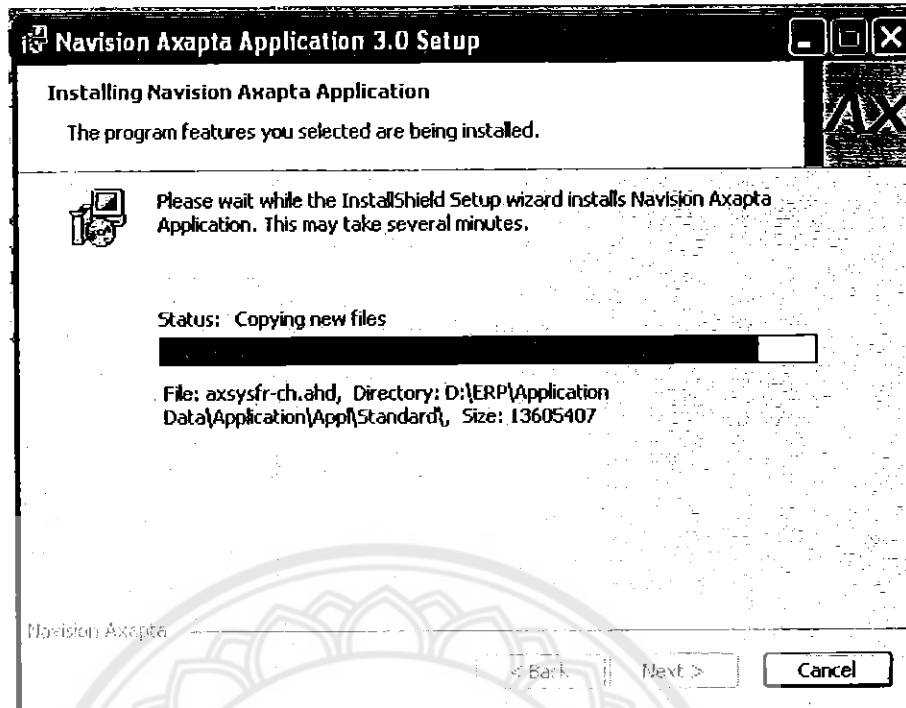 Navision Axapta Application 3.0 Setup
Installing Navision Axapta Application
The program features you selected are being installed.
AX
Please wait while the InstallShield Setup wizard installs Navision Axapta
Application. This may take several minutes.
Status: Copying new files
File: axsysfr-ch.ahd, Directory: D:\ERP\Application
Data\Application\Appl\Standard\, Size: 13605407
Navision Axapta
< Back Next > Cancel